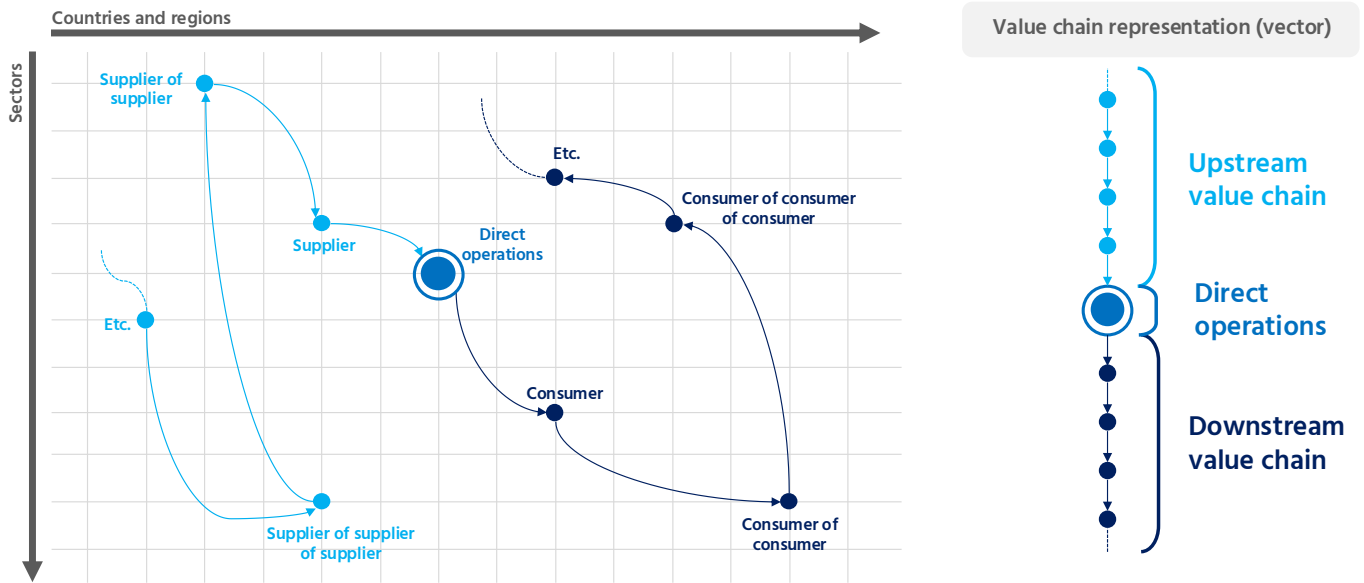 Countries and regions
Value chain representation (vector)
Sectors
Supplier of
supplier
Etc.
Consumer of consumer
of consumer
Supplier
Direct
operations
Etc.
Consumer
Supplier of supplier
of supplier
Consumer of
consumer
Upstream
value chain
Direct
operations
Downstream
value chain